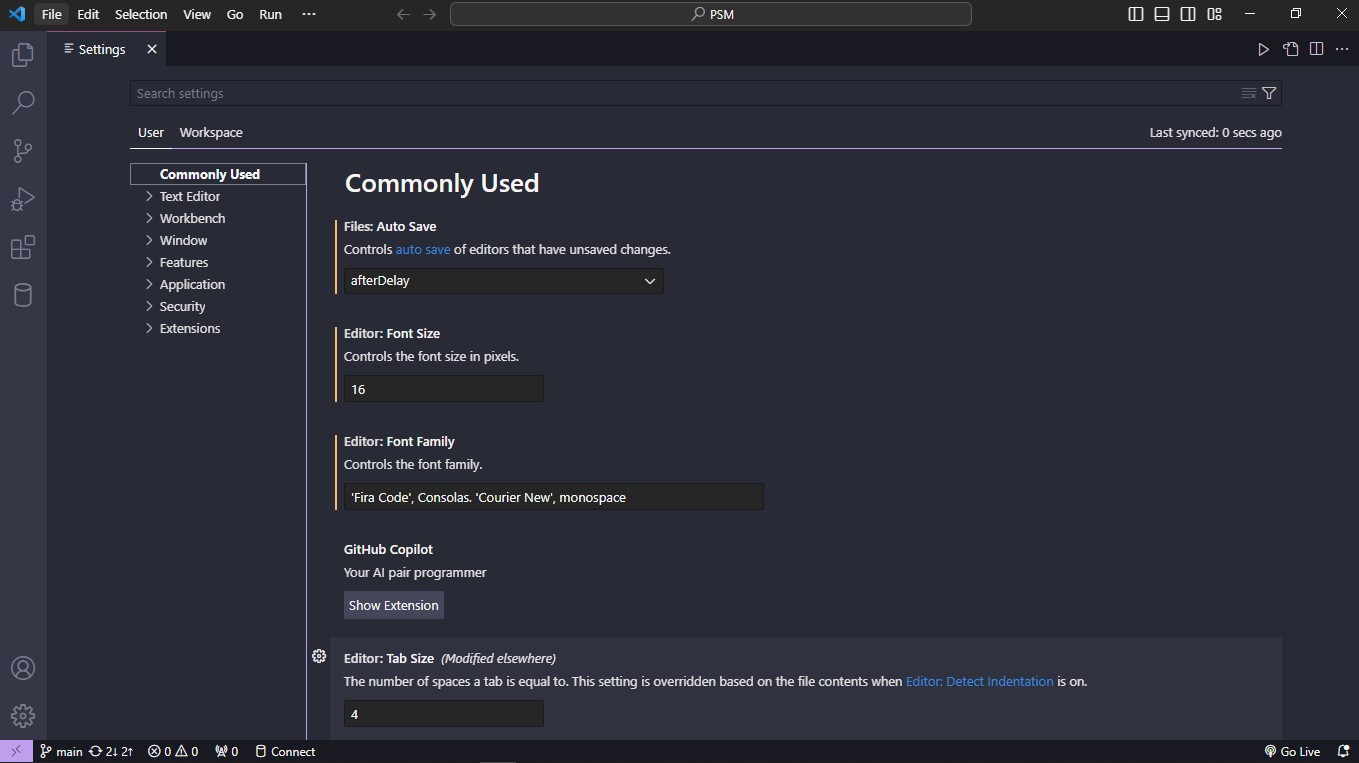 File Edit Selection View Go Run ···
PSM
Settings
Search settings
User Workspace
Last synced: 0 secs ago
Commonly Used
Text Editor
Workbench
Window
Features
Application
Security
Extensions
Commonly Used
Files: Auto Save
Controls auto save of editors that have unsaved changes.
afterDelay
Editor: Font Size
Controls the font size in pixels.
16
Editor: Font Family
Controls the font family.
'Fira Code', Consolas. 'Courier New', monospace
GitHub Copilot
Your AI pair programmer
Show Extension
Editor: Tab Size (Modified elsewhere)
The number of spaces a tab is equal to. This setting is overridden based on the file contents when Editor: Detect Indentation is on.
4
main 2↓ 2↑ 0 0 0 Connect
Go Live